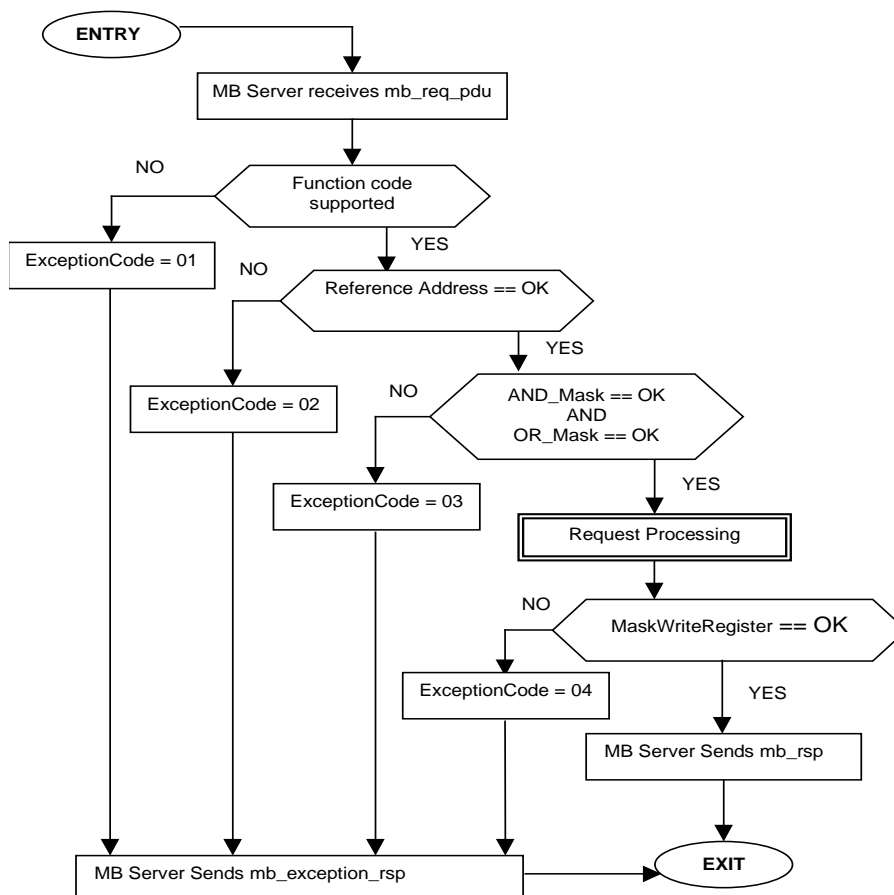 ENTRY
MB Server receives mb_req_pdu
NO
Function code
supported
YES
ExceptionCode = 01
NO
Reference Address == OK
YES
NO
AND_Mask == OK
AND
OR_Mask == OK
ExceptionCode = 02
YES
ExceptionCode = 03
Request Processing
NO
MaskWriteRegister == OK
ExceptionCode = 04
YES
MB Server Sends mb_rsp
MB Server Sends mb_exception_rsp
EXIT